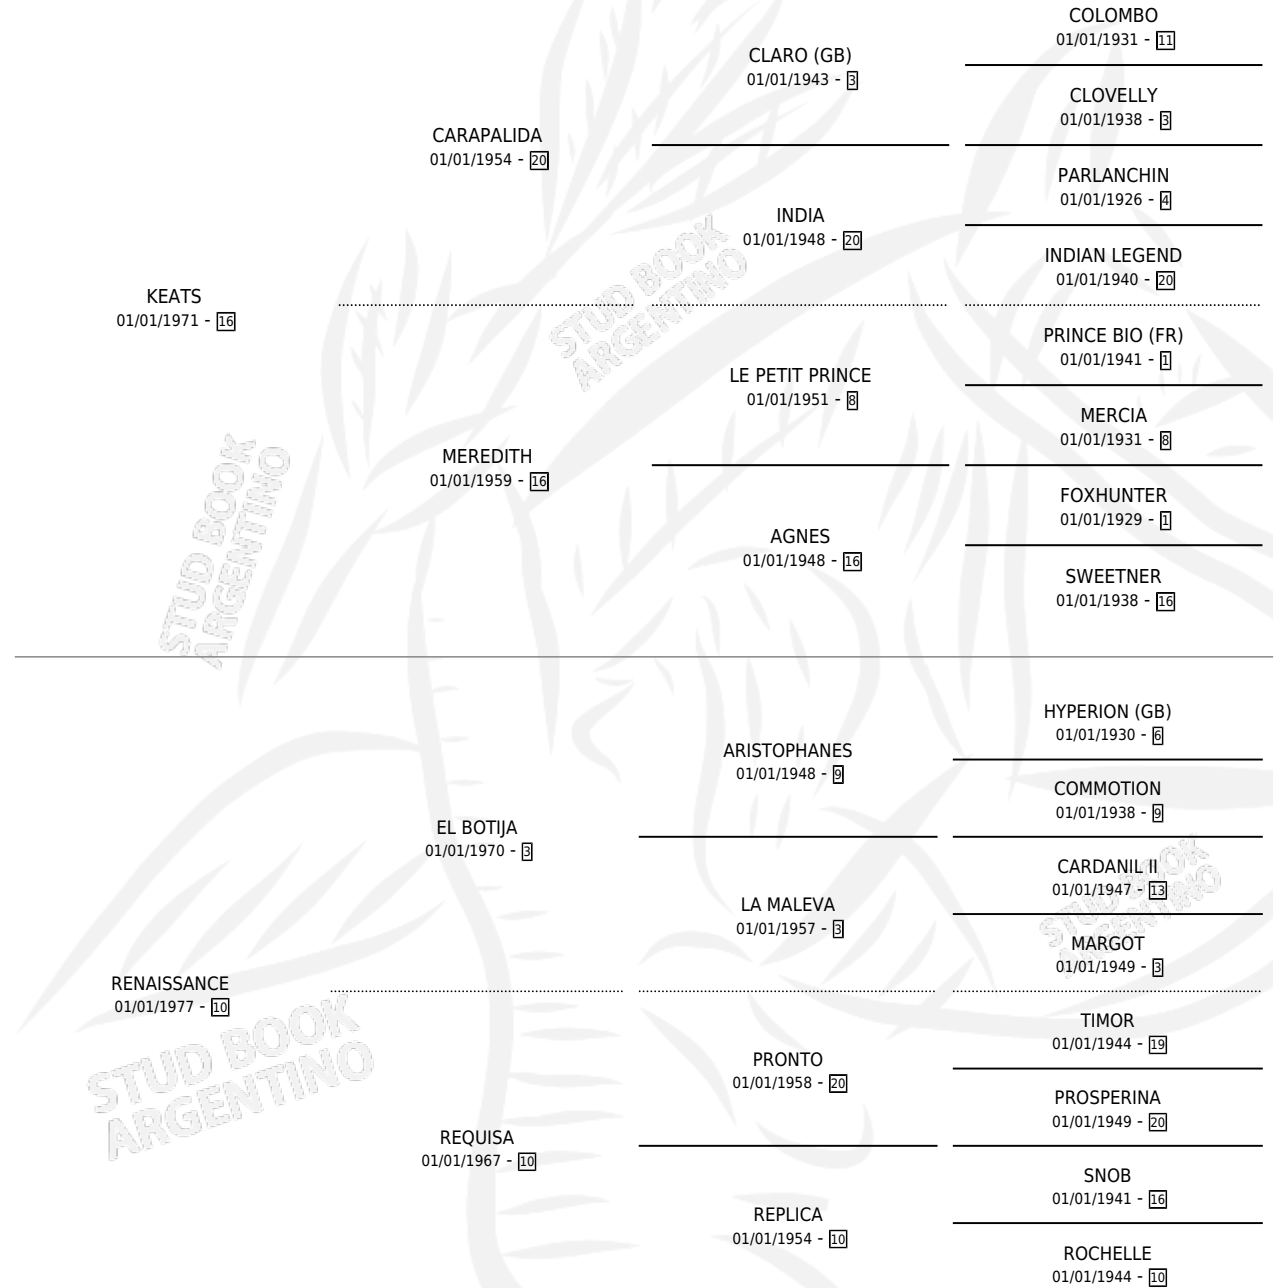 COLOMBO
01/01/1931 - 11
CLARO (GB)
01/01/1943 - 3
CLOVELLY
01/01/1938 - 3
CARAPALIDA
01/01/1954 - 20
PARLANCHIN
01/01/1926 - 4
INDIA
01/01/1948 - 20
INDIAN LEGEND
01/01/1940 - 20
KEATS
01/01/1971 - 16
PRINCE BIO (FR)
01/01/1941 - 1
LE PETIT PRINCE
01/01/1951 - 8
MERCIA
01/01/1931 - 8
MEREDITH
01/01/1959 - 16
FOXHUNTER
01/01/1929 - 1
AGNES
01/01/1948 - 16
SWEETNER
01/01/1938 - 16
HYPERION (GB)
01/01/1930 - 6
ARISTOPHANES
01/01/1948 - 9
COMMOTION
01/01/1938 - 9
EL BOTIJA
01/01/1970 - 3
CARDANIL II
01/01/1947 - 13
LA MALEVA
01/01/1957 - 3
MARGOT
01/01/1949 - 3
RENAISSANCE
01/01/1977 - 10
TIMOR
01/01/1944 - 19
PRONTO
01/01/1958 - 20
PROSPERINA
01/01/1949 - 20
REQUISA
01/01/1967 - 10
SNOB
01/01/1941 - 16
REPLICA
01/01/1954 - 10
ROCHELLE
01/01/1944 - 10
STUD BOOK
ARGENTINO
STUD BOOK
ARGENTINO
STUD BOOK
ARGENTINO
STUD BOOK
ARGENTINO